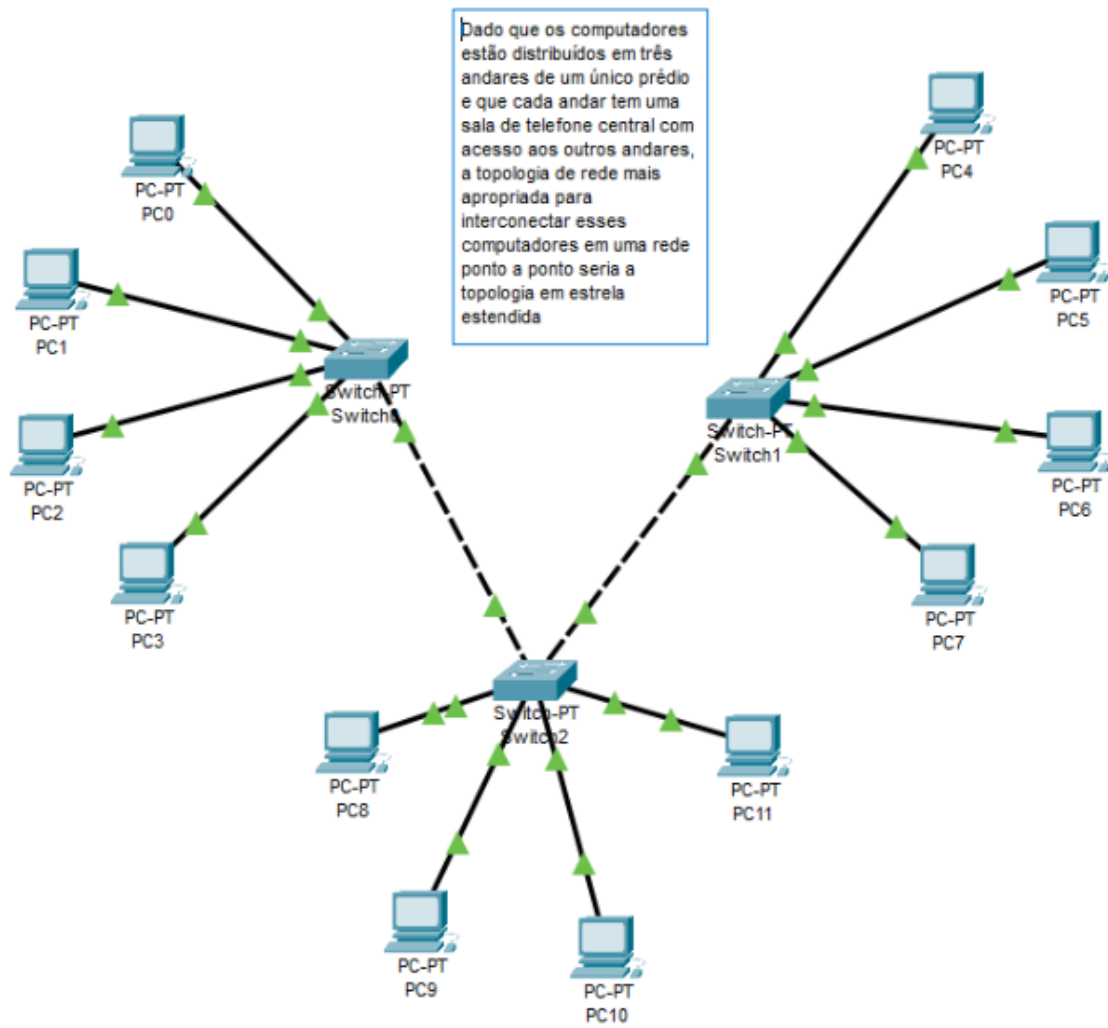 Dado que os computadores
estão distribuídos em três
andares de um único prédio
e que cada andar tem uma
sala de telefone central com
acesso aos outros andares,
a topologia de rede mais
apropriada para
interconectar esses
computadores em uma rede
ponto a ponto seria a
topologia em estrela
estendida
PC-PT
PC0
PC-PT
PC1
PC-PT
PC2
PC-PT
PC3
Switch-PT
Switch0
PC-PT
PC4
PC-PT
PC5
PC-PT
PC6
PC-PT
PC7
Switch-PT
Switch1
Switch-PT
Switch2
PC-PT
PC8
PC-PT
PC9
PC-PT
PC10
PC-PT
PC11